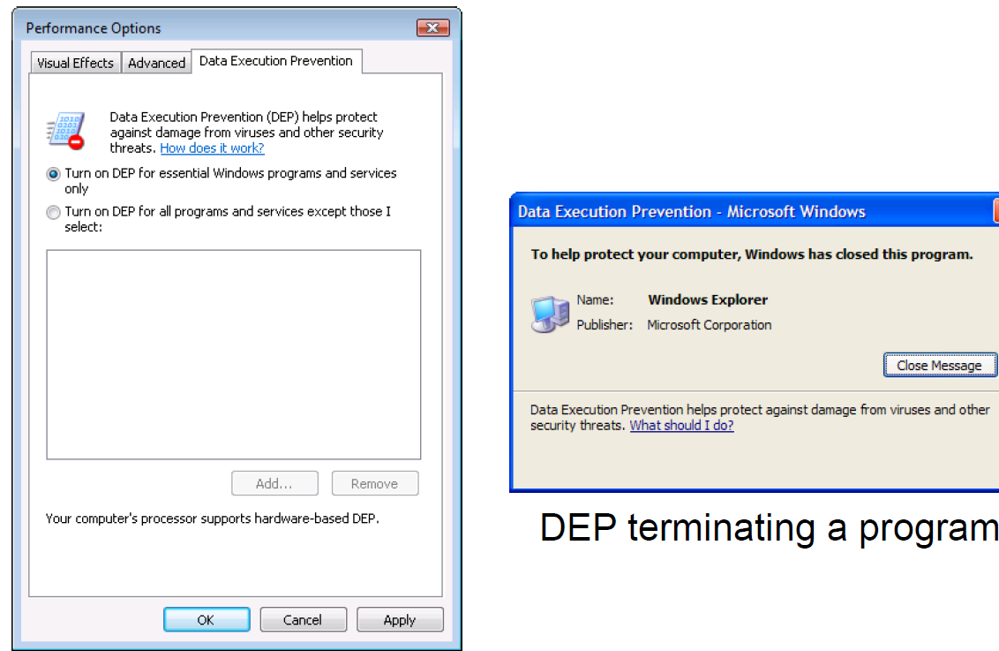 Performance Options
Visual Effects Advanced Data Execution Prevention
Data Execution Prevention (DEP) helps protect
against damage from viruses and other security
threats. How does it work?
Turn on DEP for essential Windows programs and services
only
Turn on DEP for all programs and services except those I
select:
Add... Remove
Your computer's processor supports hardware-based DEP.
OK Cancel Apply
Data Execution Prevention - Microsoft Windows
To help protect your computer, Windows has closed this program.
Name: Windows Explorer
Publisher: Microsoft Corporation
Close Message
Data Execution Prevention helps protect against damage from viruses and other
security threats. What should I do?
DEP terminating a program